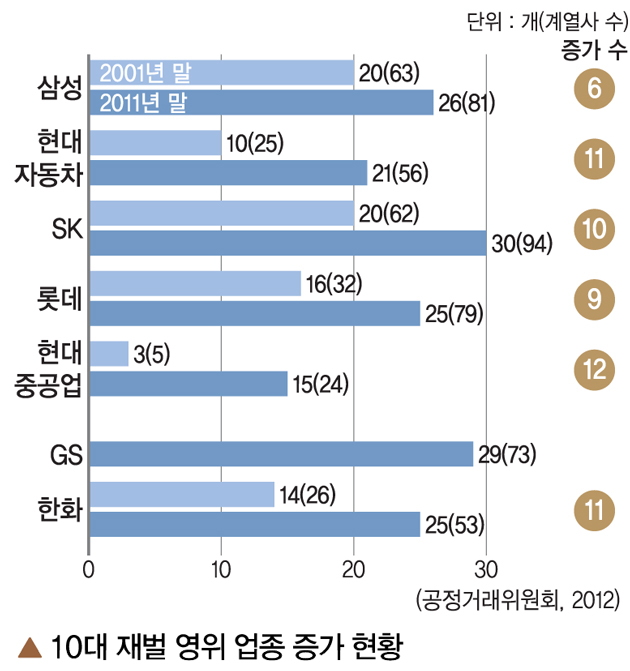 단위 : 개(계열사 수)
증가 수
삼성
2001년 말
20(63)
2011년 말
26(81)
6
현대
자동차
10(25)
21(56)
11
SK
20(62)
30(94)
10
롯데
16(32)
25(79)
9
현대
중공업
3(5)
15(24)
12
GS
29(73)
한화
14(26)
25(53)
11
0 10 20 30
(공정거래위원회, 2012)
▲ 10대 재벌 영위 업종 증가 현황